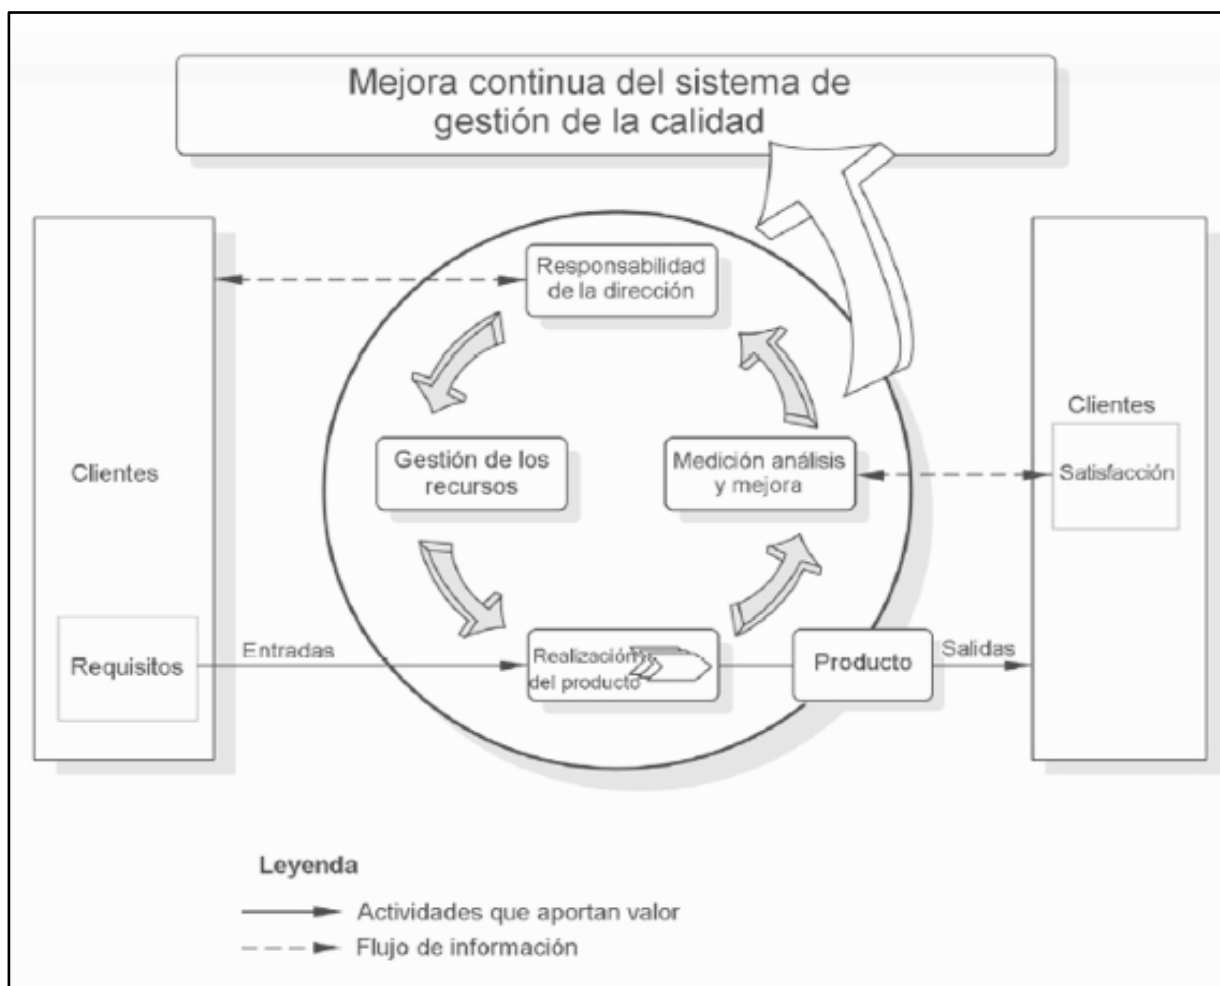 Mejora continua del sistema de
gestión de la calidad
Responsabilidad
de la dirección
Clientes
Gestión de los
recursos
Medición análisis
y mejora
Clientes
Satisfacción
Requisitos
Entradas
Realización
del producto
Producto
Salidas
Leyenda
Actividades que aportan valor
Flujo de información